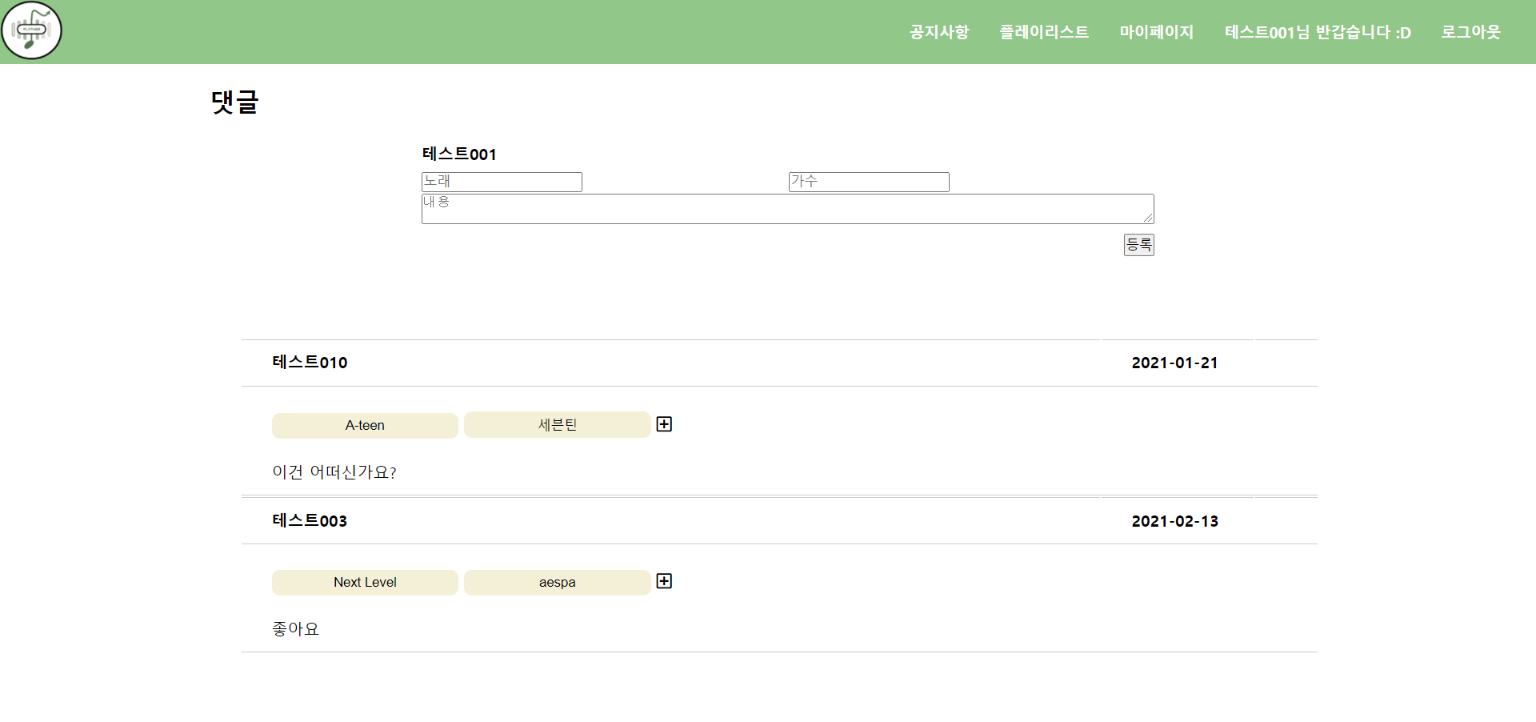 공지사항 플레이리스트 마이페이지 테스트001님 반갑습니다 :D 로그아웃
댓글
테스트001
노래 가수
내용
등록
테스트010 2021-01-21
A-teen 세븐틴
이건 어떠신가요?
테스트003 2021-02-13
Next Level aespa
좋아요